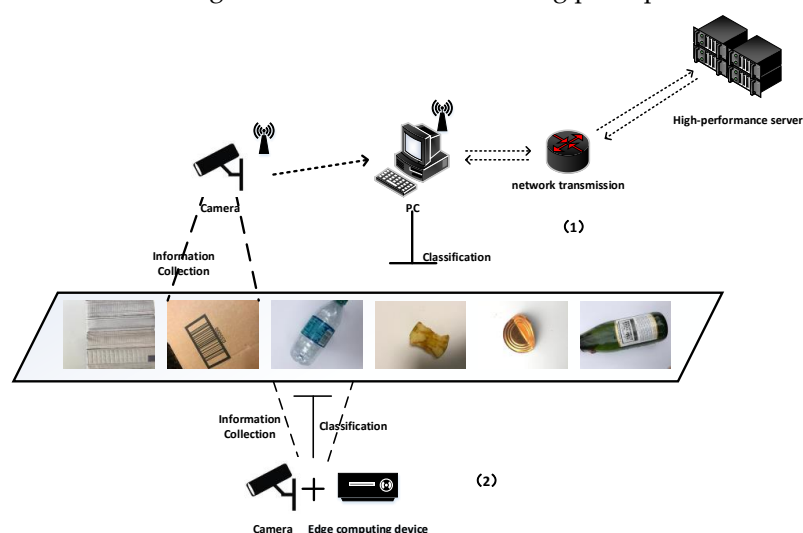 High-performance server
network transmission
Camera
PC
(1)
Information
Collection
Classification
Information
Collection
Classification
(2)
Camera
Edge computing device